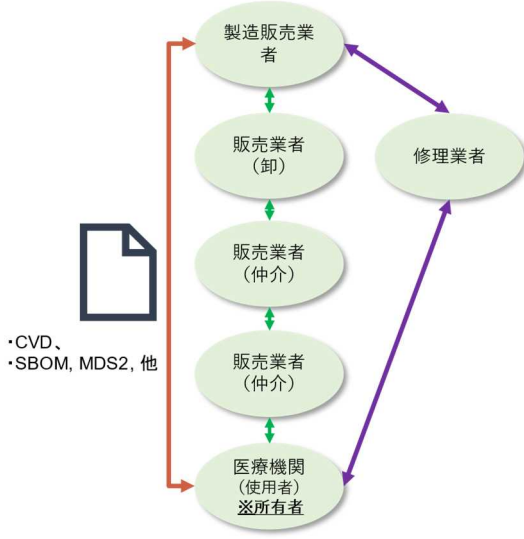 製造販売業
者
販売業者
（卸）
修理業者
販売業者
（仲介）
・CVD、
・SBOM, MDS2, 他
販売業者
（仲介）
医療機関
（使用者）
※所有者